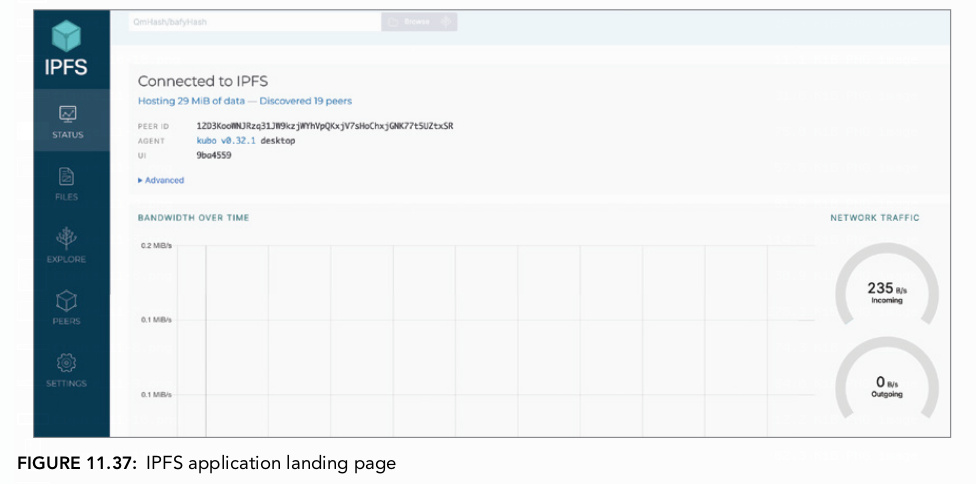 QmHash/bafyHash
Browse
IPFS
STATUS
FILES
EXPLORE
PEERS
SETTINGS
Connected to IPFS
Hosting 29 MiB of data — Discovered 19 peers
PEER ID
AGENT kubo v0.32.1 desktop
UI 9ba4559
Advanced
BANDWIDTH OVER TIME
0.2 MiB/s
0.1 MiB/s
0.1 MiB/s
NETWORK TRAFFIC
235 B/s
Incoming
0 B/s
Outgoing
FIGURE 11.37: IPFS application landing page